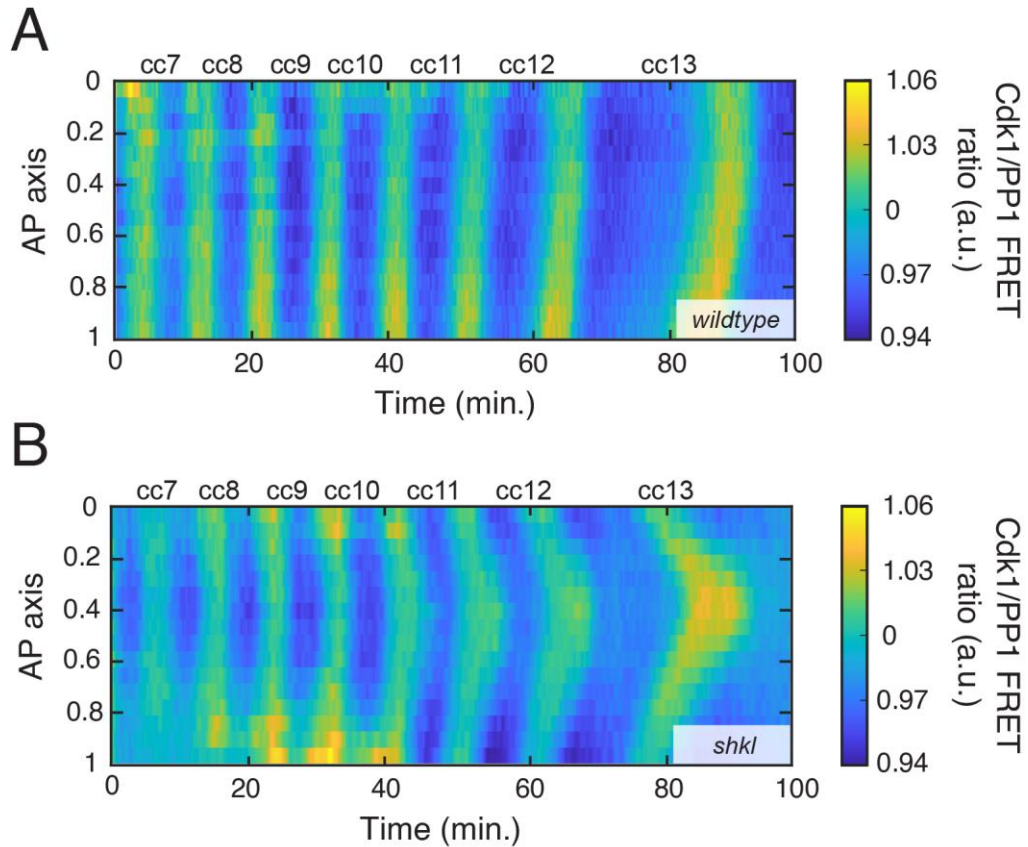 A
cc7 cc8 cc9 cc10 cc11 cc12 cc13
0
0.2
0.4
0.6
0.8
1
AP axis
wildtype
0 20 40 60 80 100
Time (min.)
1.06
1.03
0
0.97
0.94
Cdk1/PP1 FRET
ratio (a.u.)
B
cc7 cc8 cc9 cc10 cc11 cc12 cc13
0
0.2
0.4
0.6
0.8
1
AP axis
shkl
0 20 40 60 80 100
Time (min.)
1.06
1.03
0
0.97
0.94
Cdk1/PP1 FRET
ratio (a.u.)